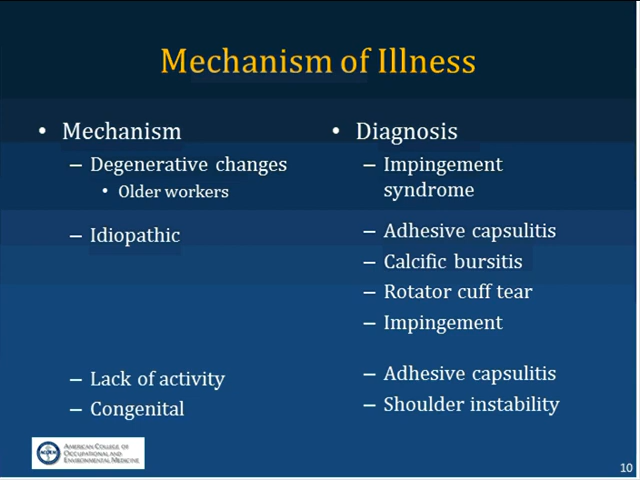 Mechanism of Illness
• Mechanism
– Degenerative changes
• Older workers
– Idiopathic
– Lack of activity
– Congenital
• Diagnosis
– Impingement
syndrome
– Adhesive capsulitis
– Calcific bursitis
– Rotator cuff tear
– Impingement
– Adhesive capsulitis
– Shoulder instability
American College of
Occupational and
Environmental Medicine
10